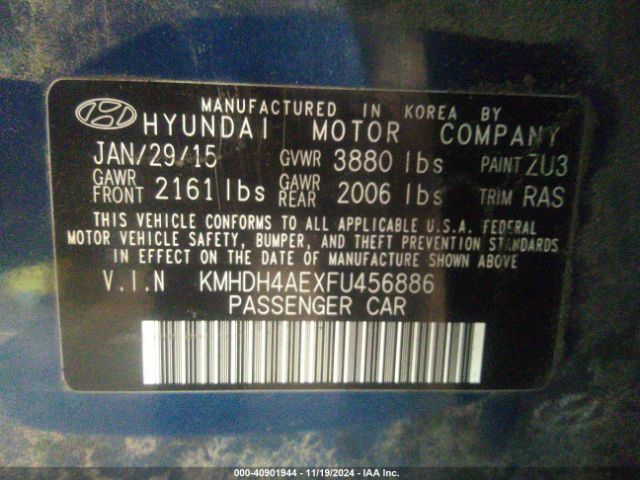 MANUFACTURED IN KOREA BY
HYUNDAI MOTOR COMPANY
JAN/29/15 GVWR 3880 lbs PAINT ZU3
GAWR FRONT 2161 lbs GAWR REAR 2006 lbs TRIM RAS
THIS VEHICLE CONFORMS TO ALL APPLICABLE U.S.A. FEDERAL
MOTOR VEHICLE SAFETY, BUMPER, AND THEFT PREVENTION STANDARDS
IN EFFECT ON THE DATE OF MANUFACTURE SHOWN ABOVE
V.I.N KMHDH4AEXFU456886
PASSENGER CAR
000-40901944 - 11/19/2024 - IAA Inc.